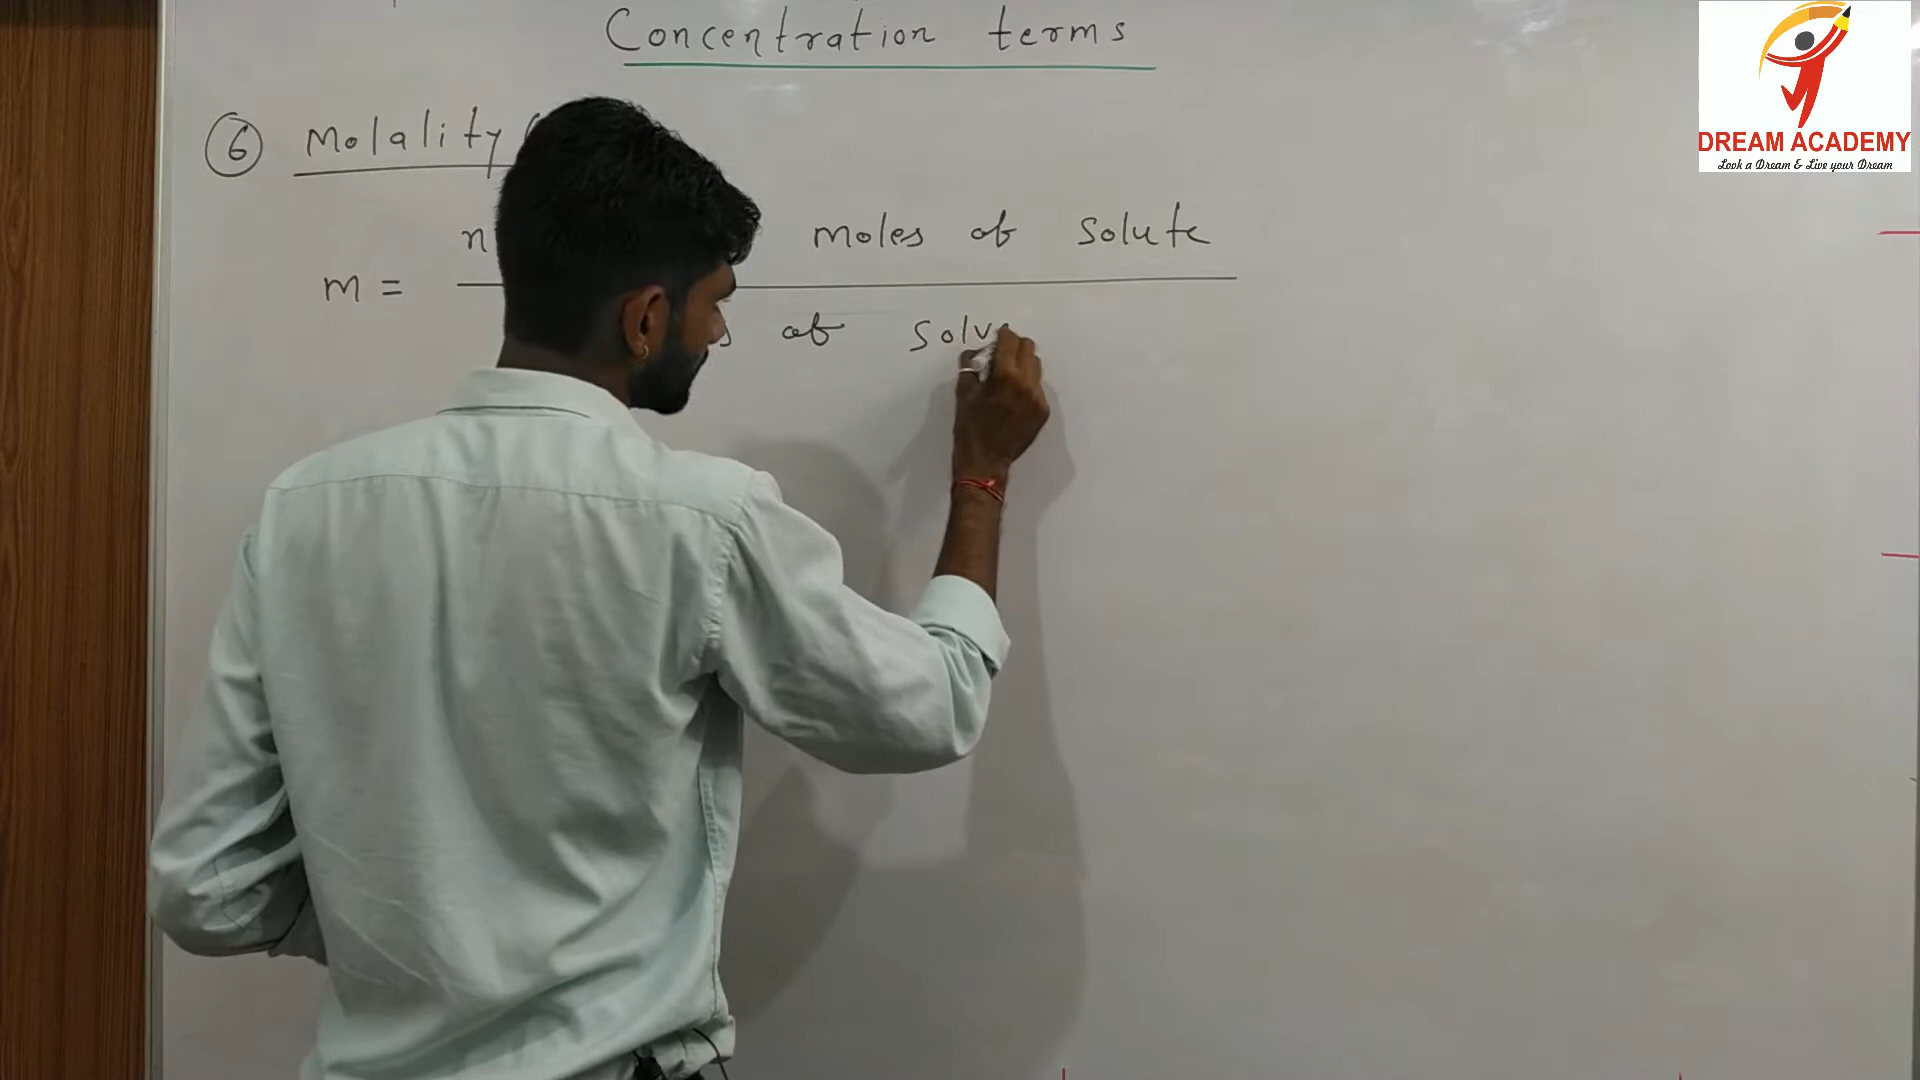 Concentration terms
DREAM ACADEMY
Look a Dream & Live your Dream
6 Molality (
n moles of solute
m =
s of solv